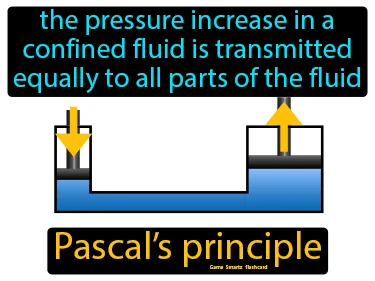 the pressure increase in a
confined fluid is transmitted
equally to all parts of the fluid
Pascal's principle
Game Smartz Flashcard